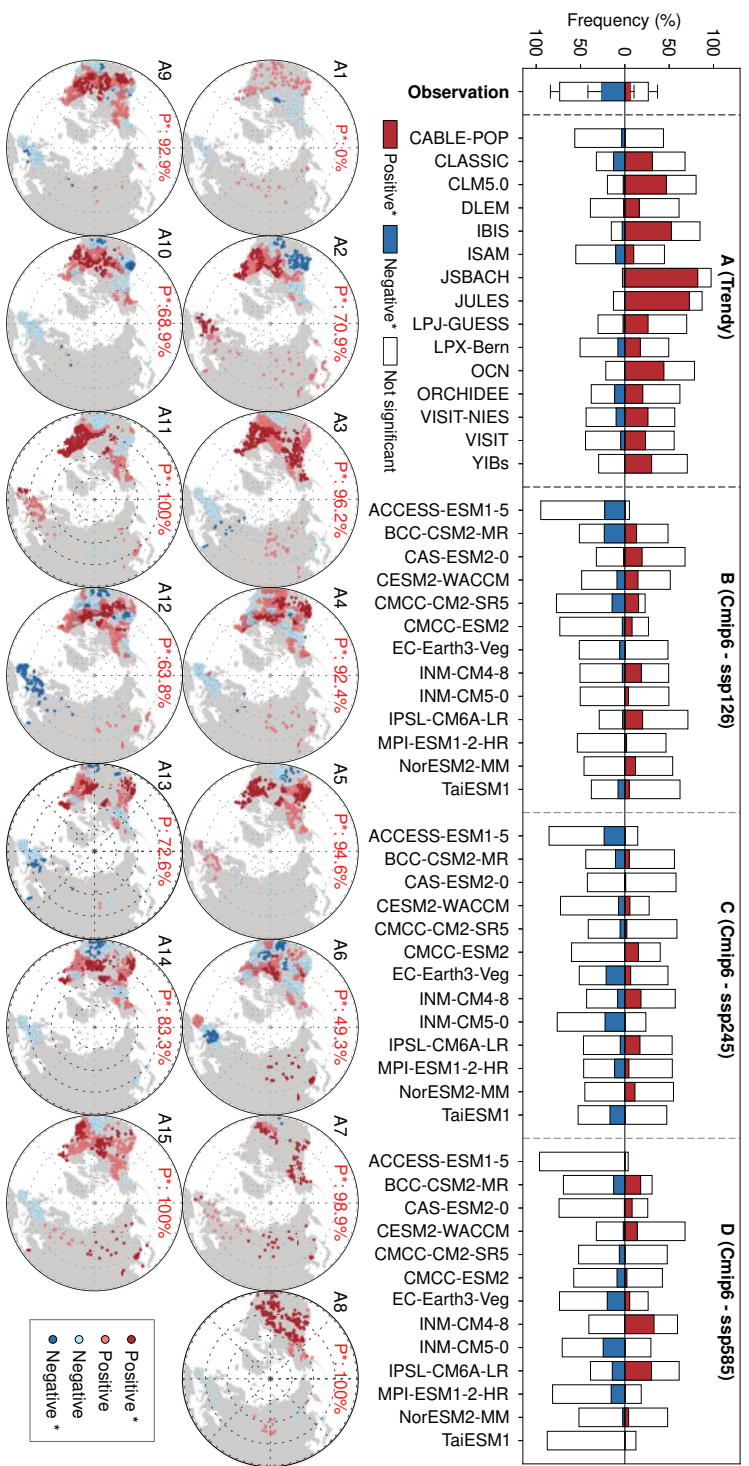 Frequency (%)
100
50
0
50
100
Observation
A (Trendy)
CABLE-POP
CLASSIC
CLM5.0
DLEM
IBIS
ISAM
JSBACH
JULES
LPJ-GUESS
LPX-Bern
OCN
ORCHIDEE
VISIT-NIES
VISIT
YIBs
B (Cmip6 - ssp126)
ACCESS-ESM1-5
BCC-CSM2-MR
CAS-ESM2-0
CESM2-WACCM
CMCC-CM2-SR5
CMCC-ESM2
EC-Earth3-Veg
INM-CM4-8
INM-CM5-0
IPSL-CM6A-LR
MPI-ESM1-2-HR
NorESM2-MM
TaiESM1
C (Cmip6 - ssp245)
ACCESS-ESM1-5
BCC-CSM2-MR
CAS-ESM2-0
CESM2-WACCM
CMCC-CM2-SR5
CMCC-ESM2
EC-Earth3-Veg
INM-CM4-8
INM-CM5-0
IPSL-CM6A-LR
MPI-ESM1-2-HR
NorESM2-MM
TaiESM1
D (Cmip6 - ssp585)
ACCESS-ESM1-5
BCC-CSM2-MR
CAS-ESM2-0
CESM2-WACCM
CMCC-CM2-SR5
CMCC-ESM2
EC-Earth3-Veg
INM-CM4-8
INM-CM5-0
IPSL-CM6A-LR
MPI-ESM1-2-HR
NorESM2-MM
TaiESM1
Positive* Negative* Not significant
A1 P*: 0%
A2 P*: 70.9%
A3 P*: 96.2%
A4 P*: 92.4%
A5 P*: 94.6%
A6 P*: 49.3%
A7 P*: 98.9%
A8 P*: 100%
A9 P*: 92.9%
A10 P*:68.9%
A11 P*: 100%
A12 P*:63.8%
A13 P: 72.6%
A14 P*: 83.3%
A15 P*: 100%
Positive *
Positive
Negative
Negative *